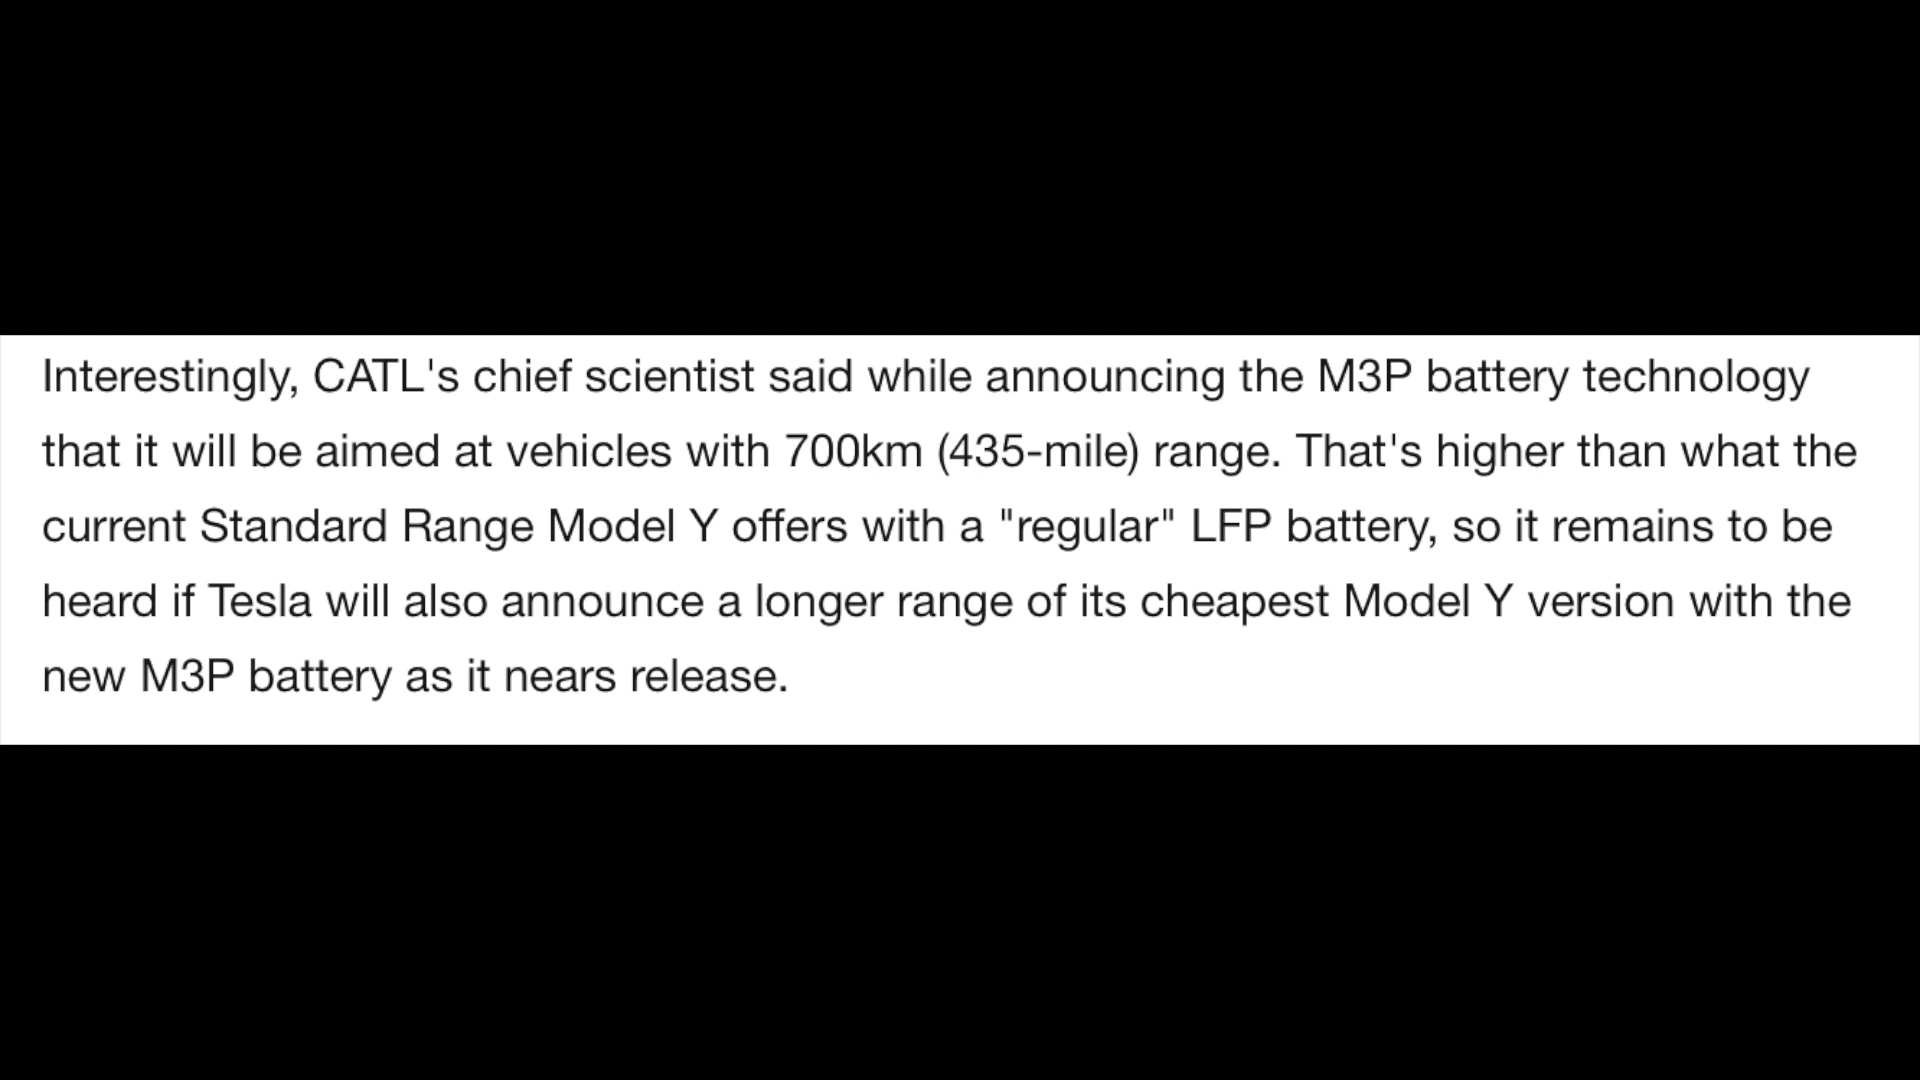 Interestingly, CATL's chief scientist said while announcing the M3P battery technology
that it will be aimed at vehicles with 700km (435-mile) range. That's higher than what the
current Standard Range Model Y offers with a "regular" LFP battery, so it remains to be
heard if Tesla will also announce a longer range of its cheapest Model Y version with the
new M3P battery as it nears release.